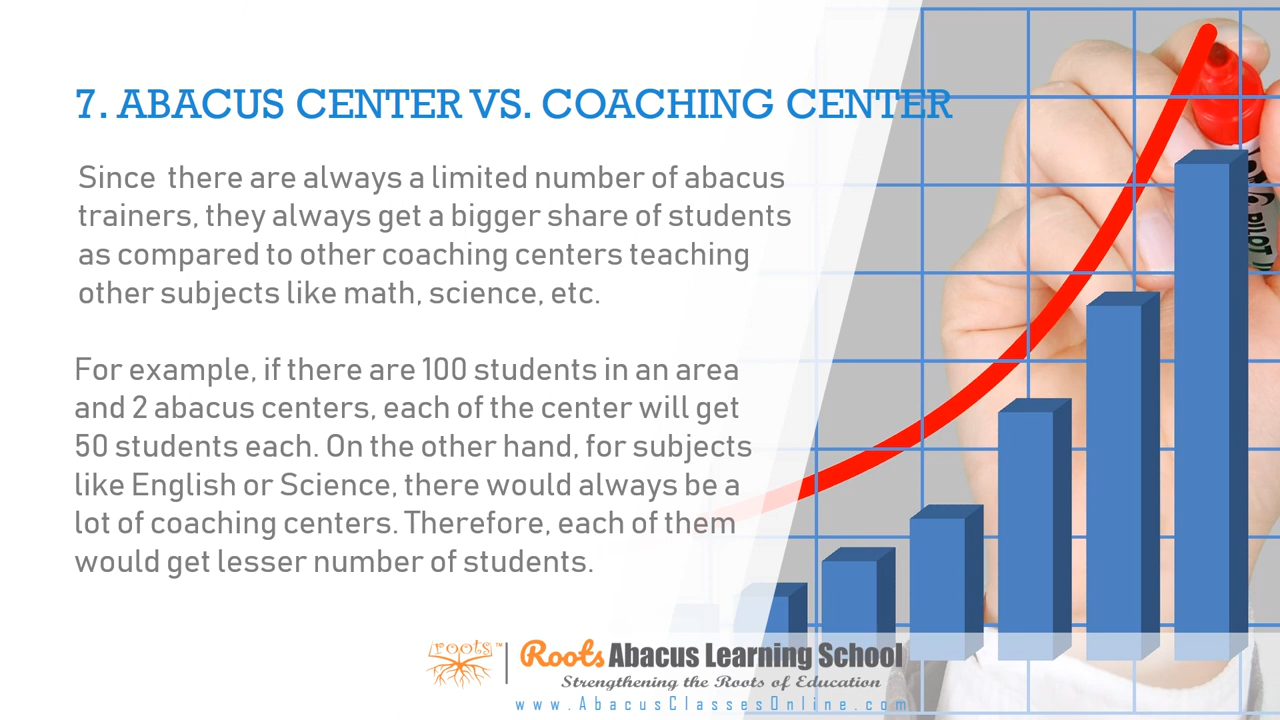 7. ABACUS CENTER VS. COACHING CENTER
Since there are always a limited number of abacus
trainers, they always get a bigger share of students
as compared to other coaching centers teaching
other subjects like math, science, etc.
For example, if there are 100 students in an area
and 2 abacus centers, each of the center will get
50 students each. On the other hand, for subjects
like English or Science, there would always be a
lot of coaching centers. Therefore, each of them
would get lesser number of students.
roots™ | Roots Abacus Learning School
Strengthening the Roots of Education
www.AbacusClassesOnline.com